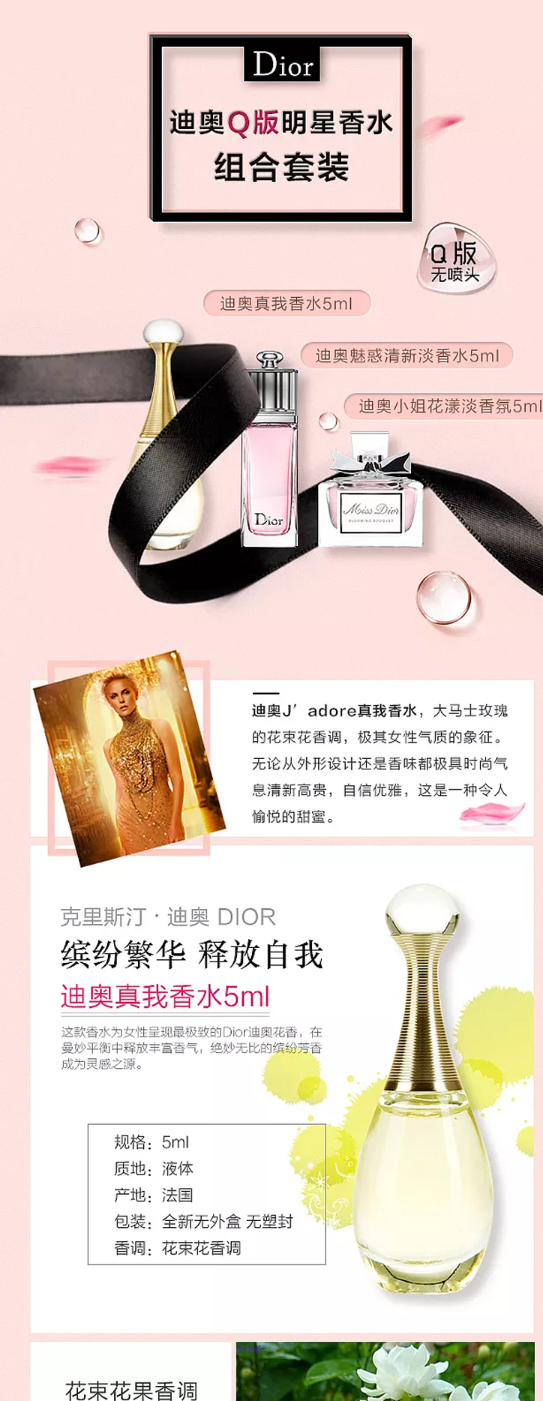 Dior
迪奥Q版明星香水
组合套装
Q版
无喷头
迪奥真我香水5ml
迪奥魅惑清新淡香水5ml
迪奥小姐花漾淡香氛5ml
Dior
Miss Dior
BLOOMING BOUQUET
迪奥J'adore真我香水，大马士玫瑰
的花束花香调，极其女性气质的象征。
无论从外形设计还是香味都极具时尚气
息清新高贵，自信优雅，这是一种令人
愉悦的甜蜜。
克里斯汀·迪奥 DIOR
缤纷繁华 释放自我
迪奥真我香水5ml
这款香水为女性呈现最极致的Dior迪奥花香，在
曼妙平衡中释放丰富香气，绝妙无比的缤纷芳香
成为灵感之源。
规格：5ml
质地：液体
产地：法国
包装：全新无外盒 无塑封
香调：花束花香调
花束花果香调